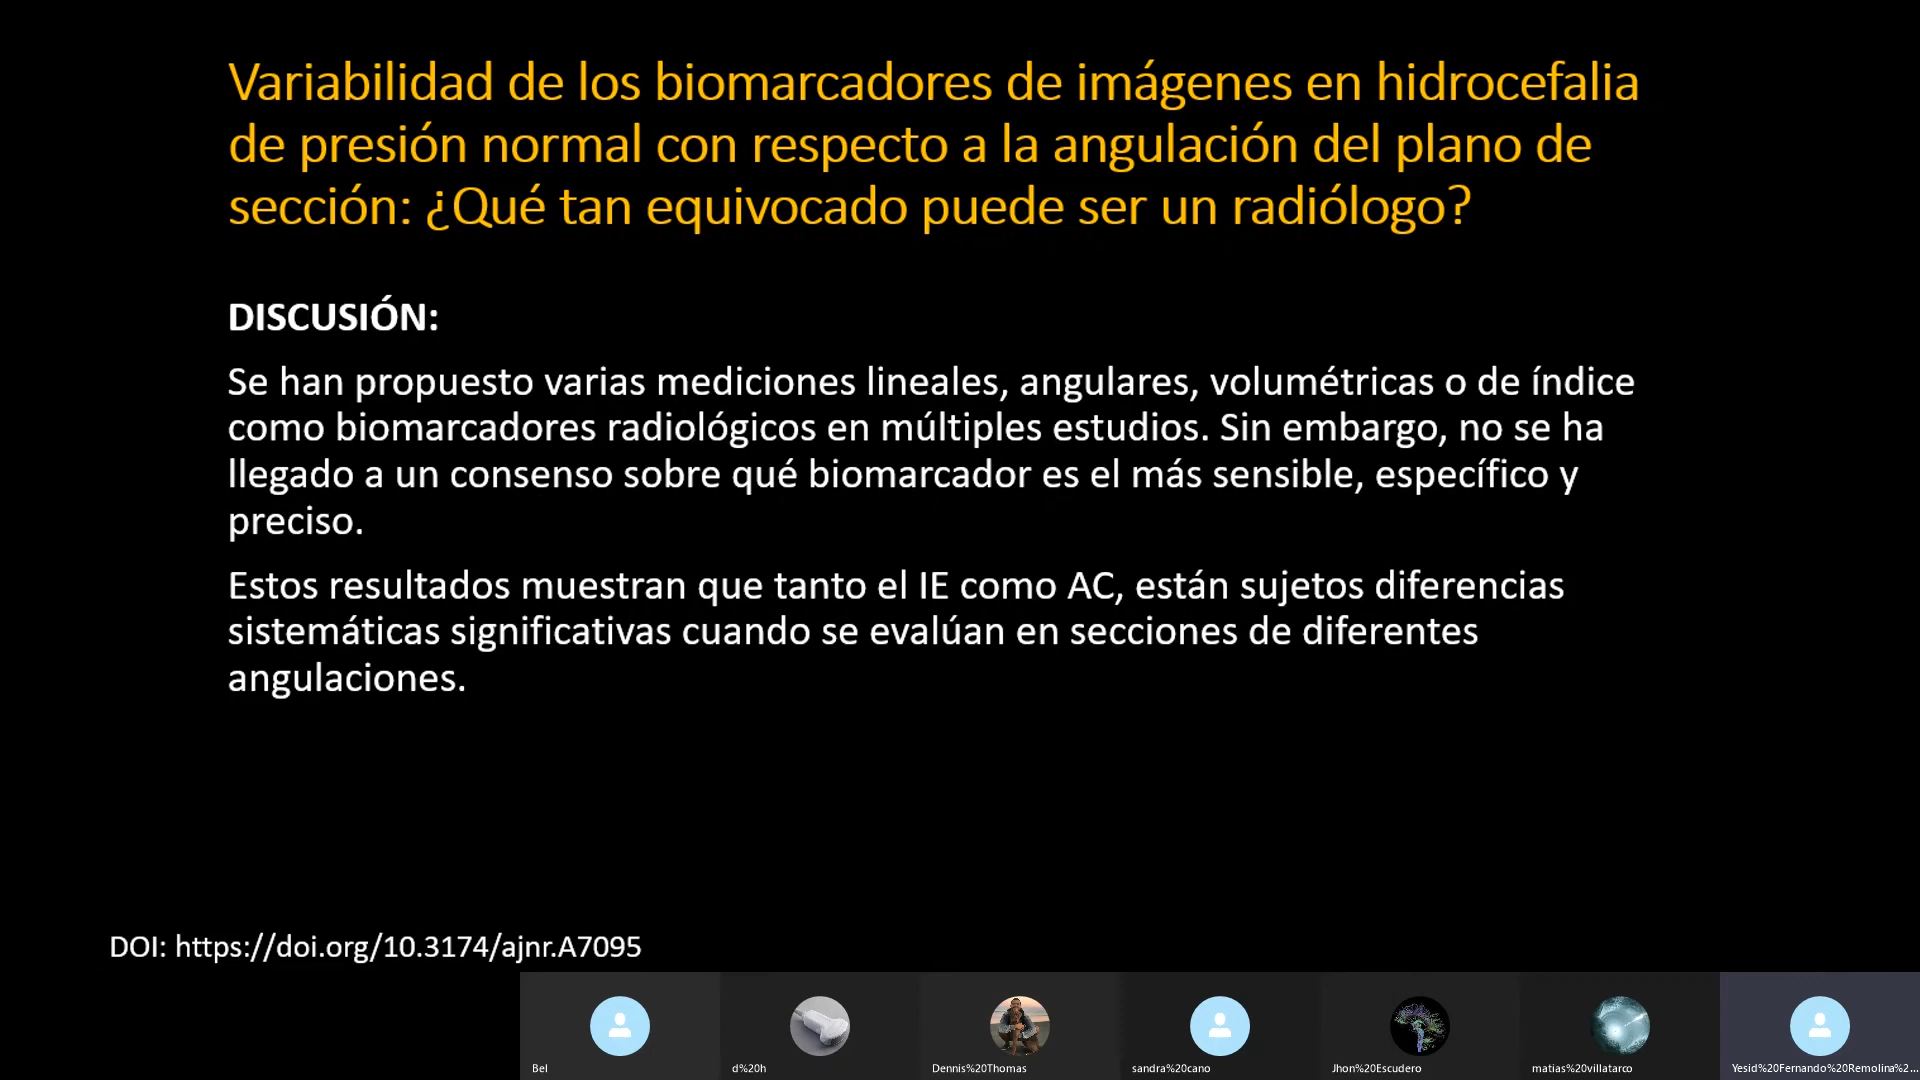 Variabilidad de los biomarcadores de imágenes en hidrocefalia
de presión normal con respecto a la angulación del plano de
sección: ¿Qué tan equivocado puede ser un radiólogo?
DISCUSIÓN:
Se han propuesto varias mediciones lineales, angulares, volumétricas o de índice
como biomarcadores radiológicos en múltiples estudios. Sin embargo, no se ha
llegado a un consenso sobre qué biomarcador es el más sensible, específico y
preciso.
Estos resultados muestran que tanto el IE como AC, están sujetos diferencias
sistemáticas significativas cuando se evalúan en secciones de diferentes
angulaciones.
DOI: https://doi.org/10.3174/ajnr.A7095
Bel
d%20h
Dennis%20Thomas
sandra%20cano
Jhon%20Escudero
matias%20villatarco
Yesid%20Fernando%20Remolina%2...